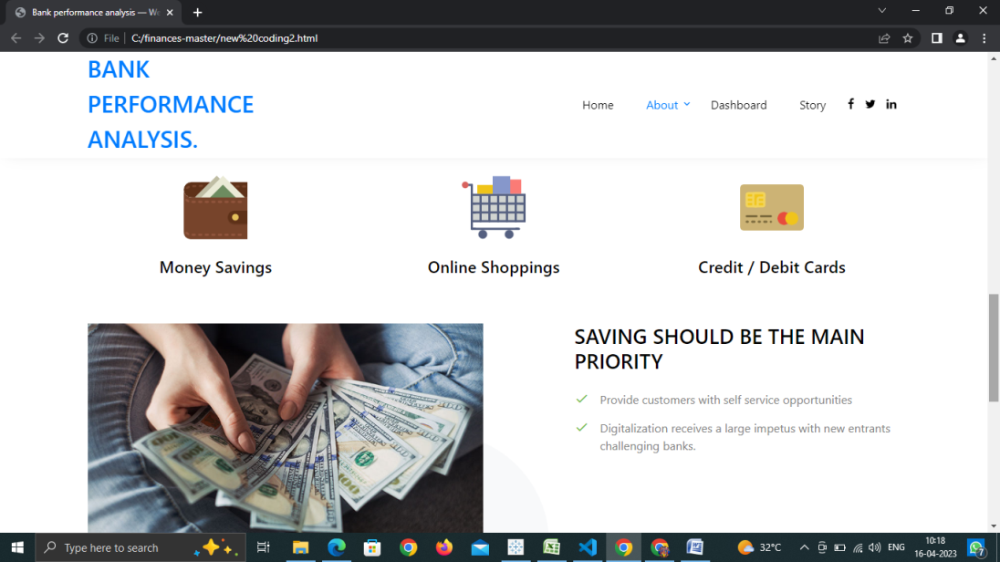 Bank performance analysis — We
File
C:/finances-master/new%20coding2.html
BANK
PERFORMANCE
ANALYSIS.
Home
About
Dashboard
Story
Money Savings
Online Shoppings
Credit / Debit Cards
SAVING SHOULD BE THE MAIN
PRIORITY
Provide customers with self service opportunities
Digitalization receives a large impetus with new entrants
challenging banks.
100
Type here to search
32°C
ENG
10:18
16-04-2023
7